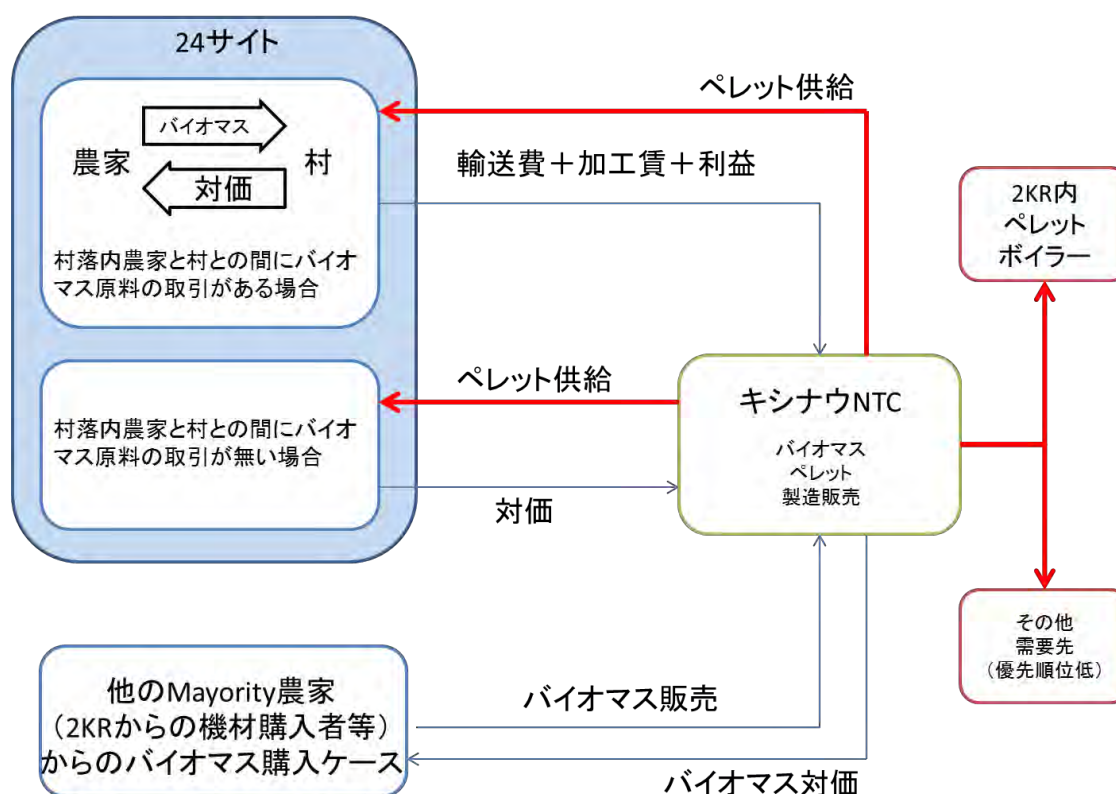 24サイト
バイオマス
農家
村
対価
村落内農家と村との間にバイオ
マス原料の取引がある場合
ペレット供給
輸送費＋加工賃＋利益
2KR内
ペレット
ボイラー
村落内農家と村との間にバイオ
マス原料の取引が無い場合
ペレット供給
対価
キシナウNTC
バイオマス
ペレット
製造販売
その他
需要先
（優先順位低）
他のMayority農家
（2KRからの機材購入者等）
からのバイオマス購入ケース
バイオマス販売
バイオマス対価